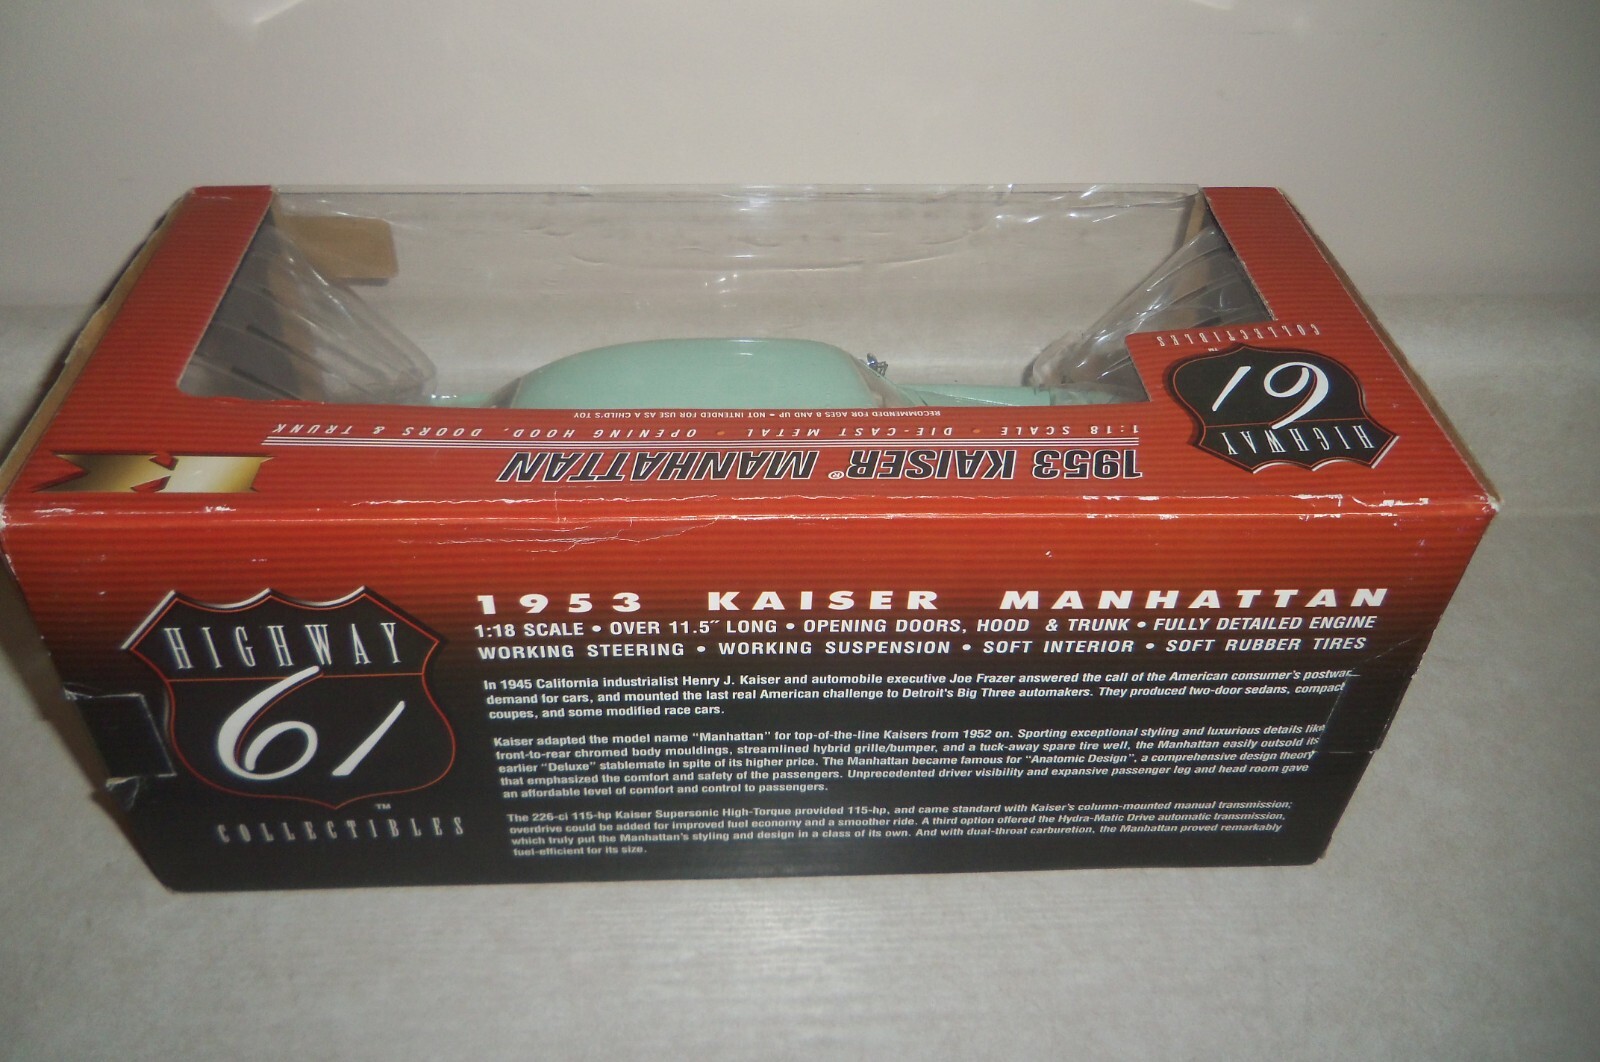 COLLECTIBLES
HIGHWAY
61
RECOMMENDED FOR AGES 8 AND UP • NOT INTENDED FOR USE AS A CHILD'S TOY
1:18 SCALE • DIE-CAST METAL • OPENING HOOD, DOORS & TRUNK
1953 KAISER® MANHATTAN
K
HIGHWAY
61
™
COLLECTIBLES
1953 KAISER MANHATTAN
1:18 SCALE • OVER 11.5˝ LONG • OPENING DOORS, HOOD & TRUNK • FULLY DETAILED ENGINE
WORKING STEERING • WORKING SUSPENSION • SOFT INTERIOR • SOFT RUBBER TIRES
In 1945 California industrialist Henry J. Kaiser and automobile executive Joe Frazer answered the call of the American consumer's postwar
demand for cars, and mounted the last real American challenge to Detroit's Big Three automakers. They produced two-door sedans, compact
coupes, and some modified race cars.
Kaiser adapted the model name "Manhattan" for top-of-the-line Kaisers from 1952 on. Sporting exceptional styling and luxurious details like
front-to-rear chromed body mouldings, streamlined hybrid grille/bumper, and a tuck-away spare tire well, the Manhattan easily outsold its
earlier "Deluxe" stablemate in spite of its higher price. The Manhattan became famous for "Anatomic Design", a comprehensive design theory
that emphasized the comfort and safety of the passengers. Unprecedented driver visibility and expansive passenger leg and head room gave
an affordable level of comfort and control to passengers.
The 226-ci 115-hp Kaiser Supersonic High-Torque provided 115-hp, and came standard with Kaiser's column-mounted manual transmission;
overdrive could be added for improved fuel economy and a smoother ride. A third option offered the Hydra-Matic Drive automatic transmission,
which truly put the Manhattan's styling and design in a class of its own. And with dual-throat carburetion, the Manhattan proved remarkably
fuel-efficient for its size.